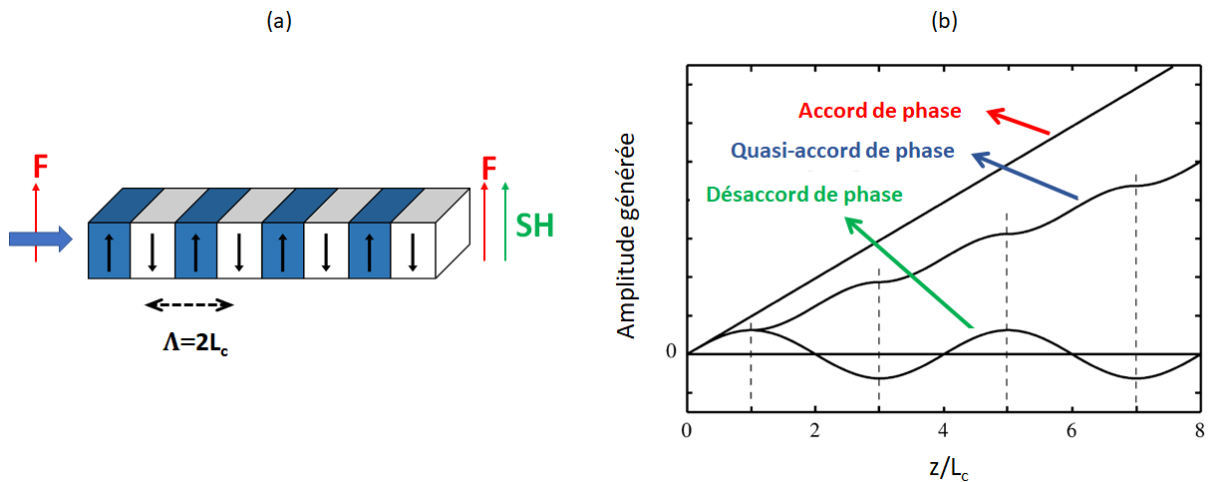 (a)
F
F
SH
Λ=2Lc
(b)
Amplitude générée
Accord de phase
Quasi-accord de phase
Désaccord de phase
0
0 2 4 6 8
z/Lc